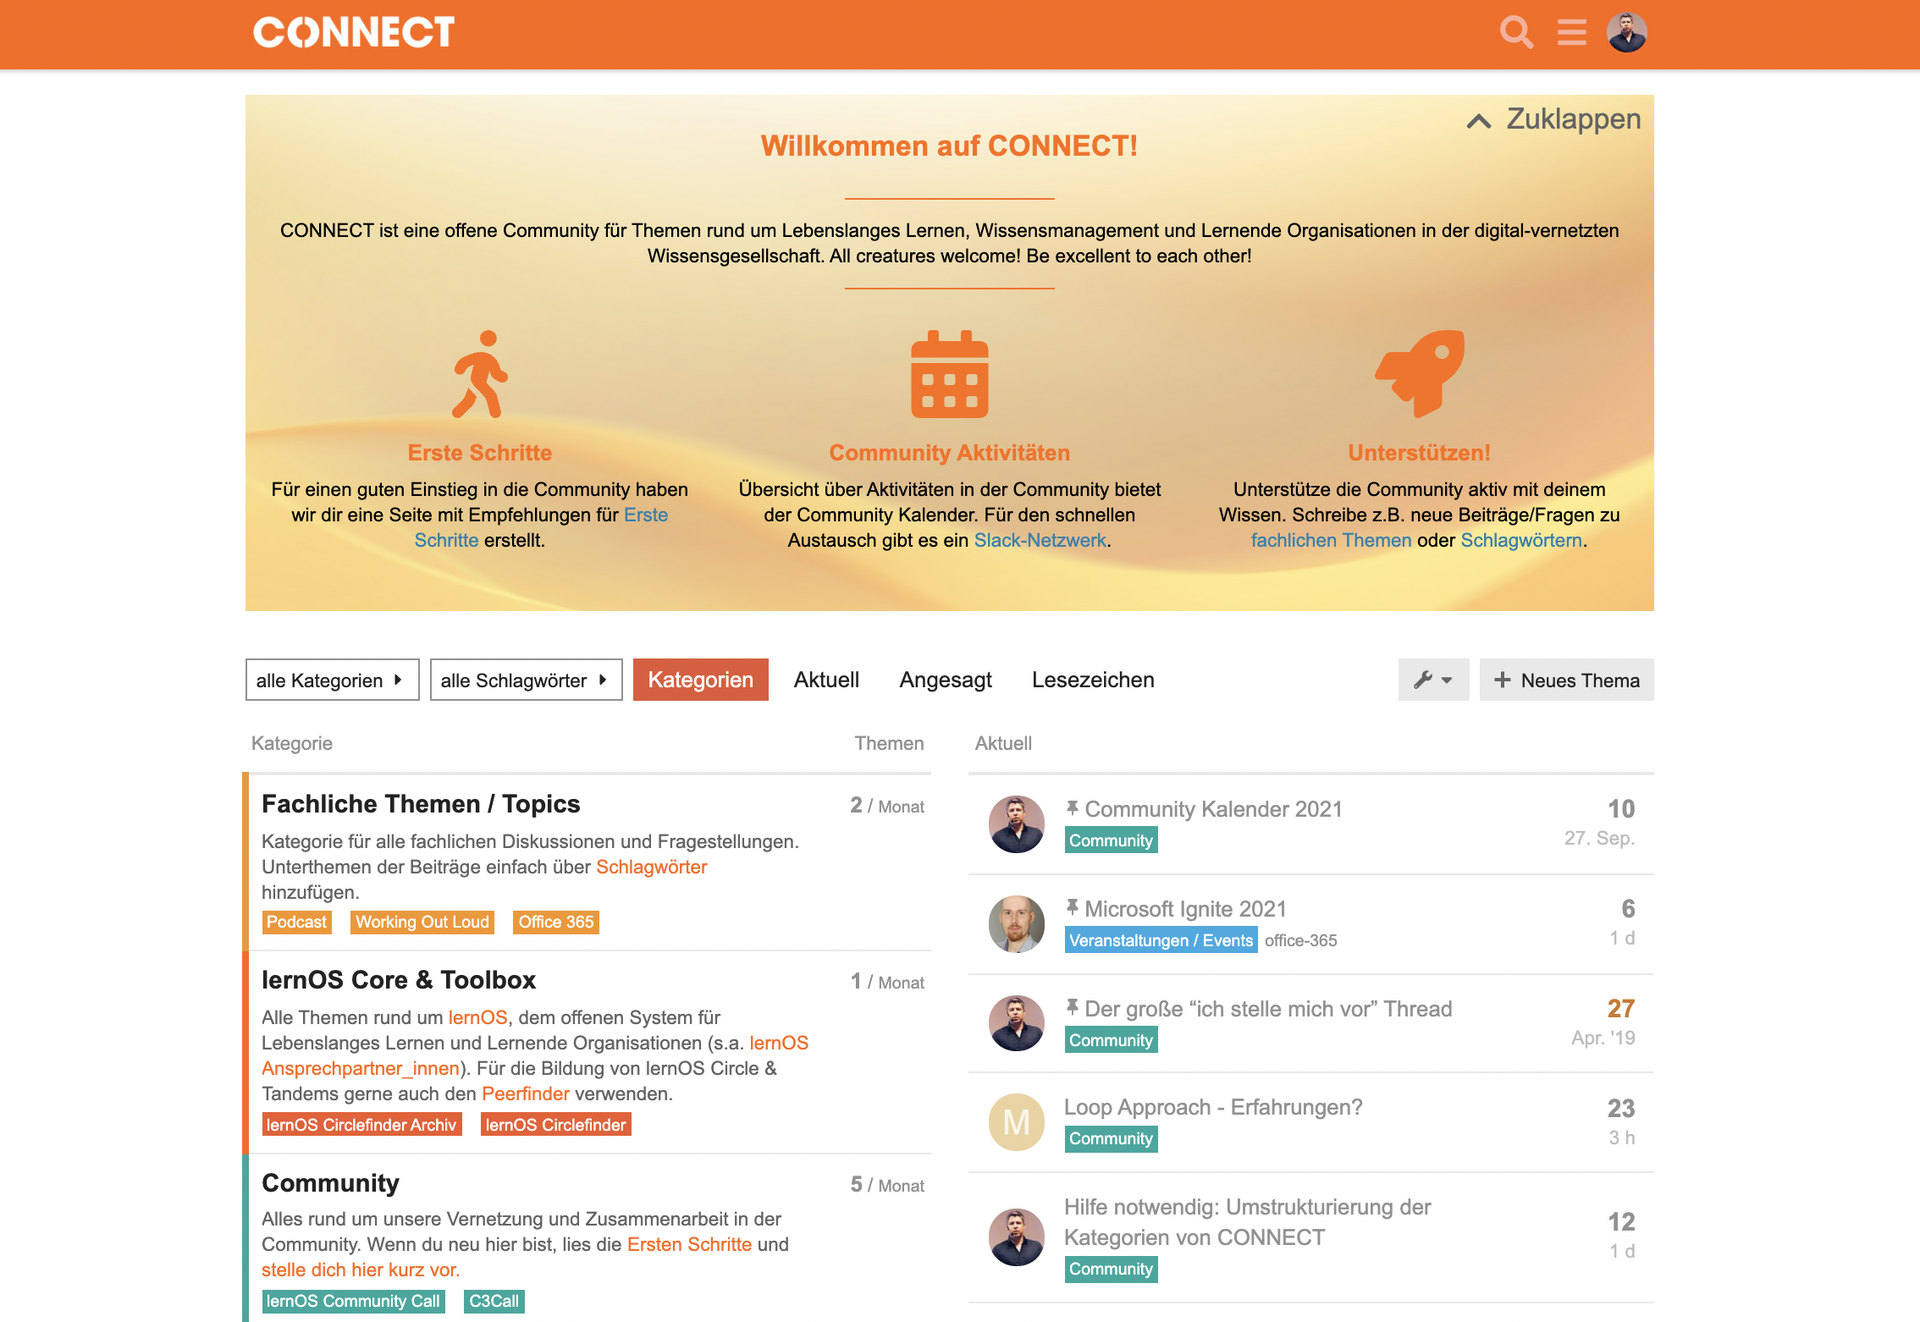 CONNECT
Zuklappen
Willkommen auf CONNECT!
CONNECT ist eine offene Community für Themen rund um Lebenslanges Lernen, Wissensmanagement und Lernende Organisationen in der digital-vernetzten
Wissensgesellschaft. All creatures welcome! Be excellent to each other!
Erste Schritte
Für einen guten Einstieg in die Community haben
wir dir eine Seite mit Empfehlungen für Erste
Schritte erstellt.
Community Aktivitäten
Übersicht über Aktivitäten in der Community bietet
der Community Kalender. Für den schnellen
Austausch gibt es ein Slack-Netzwerk.
Unterstützen!
Unterstütze die Community aktiv mit deinem
Wissen. Schreibe z.B. neue Beiträge/Fragen zu
fachlichen Themen oder Schlagwörtern.
alle Kategorien alle Schlagwörter Kategorien Aktuell Angesagt Lesezeichen Neues Thema
Kategorie Themen
Fachliche Themen / Topics 2 / Monat
Kategorie für alle fachlichen Diskussionen und Fragestellungen.
Unterthemen der Beiträge einfach über Schlagwörter
hinzufügen.
Podcast Working Out Loud Office 365
lernOS Core & Toolbox 1 / Monat
Alle Themen rund um lernOS, dem offenen System für
Lebenslanges Lernen und Lernende Organisationen (s.a. lernOS
Ansprechpartner_innen). Für die Bildung von lernOS Circle &
Tandems gerne auch den Peerfinder verwenden.
lernOS Circlefinder Archiv lernOS Circlefinder
Community 5 / Monat
Alles rund um unsere Vernetzung und Zusammenarbeit in der
Community. Wenn du neu hier bist, lies die Ersten Schritte und
stelle dich hier kurz vor.
lernOS Community Call C3Call
Aktuell
Community Kalender 2021 10
Community 27. Sep.
Microsoft Ignite 2021 6
Veranstaltungen / Events office-365 1 d
Der große “ich stelle mich vor” Thread 27
Community Apr. '19
M
Loop Approach - Erfahrungen? 23
Community 3 h
Hilfe notwendig: Umstrukturierung der
Kategorien von CONNECT 12
Community 1 d